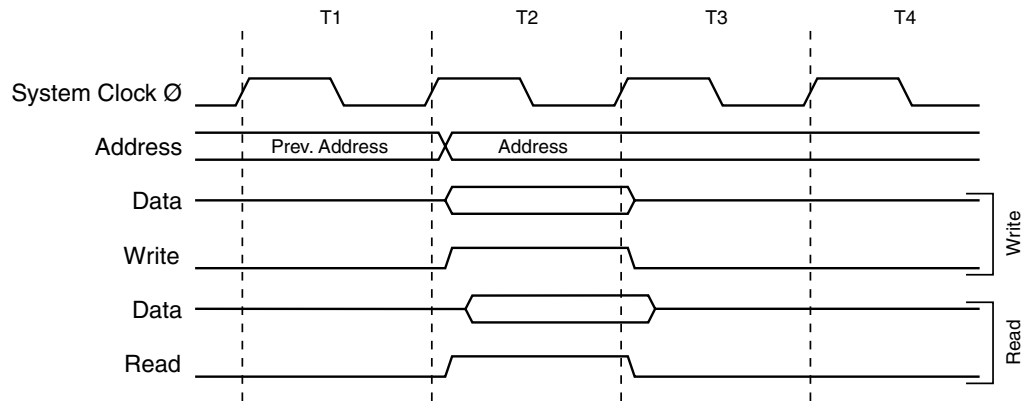 T1 T2 T3 T4
System Clock Ø
Address Prev. Address Address
Data
Write
Write
Data
Read
Read